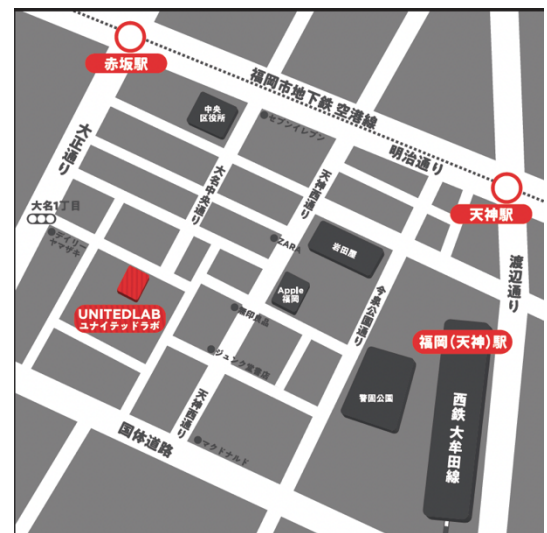 赤坂駅
福岡市地下鉄 空港線
中央
区役所
セブンイレブン
明治通り
大正通り
大名中央通り
天神西通り
天神駅
大名1丁目
デイリー
ヤマザキ
ZARA
岩田屋
渡辺通り
Apple
福岡
今泉公園通り
UNITEDLAB
ユナイテッドラボ
無印良品
福岡(天神)駅
ジュンク堂書店
警固公園
西鉄 大牟田線
天神西通り
国体道路
マクドナルド